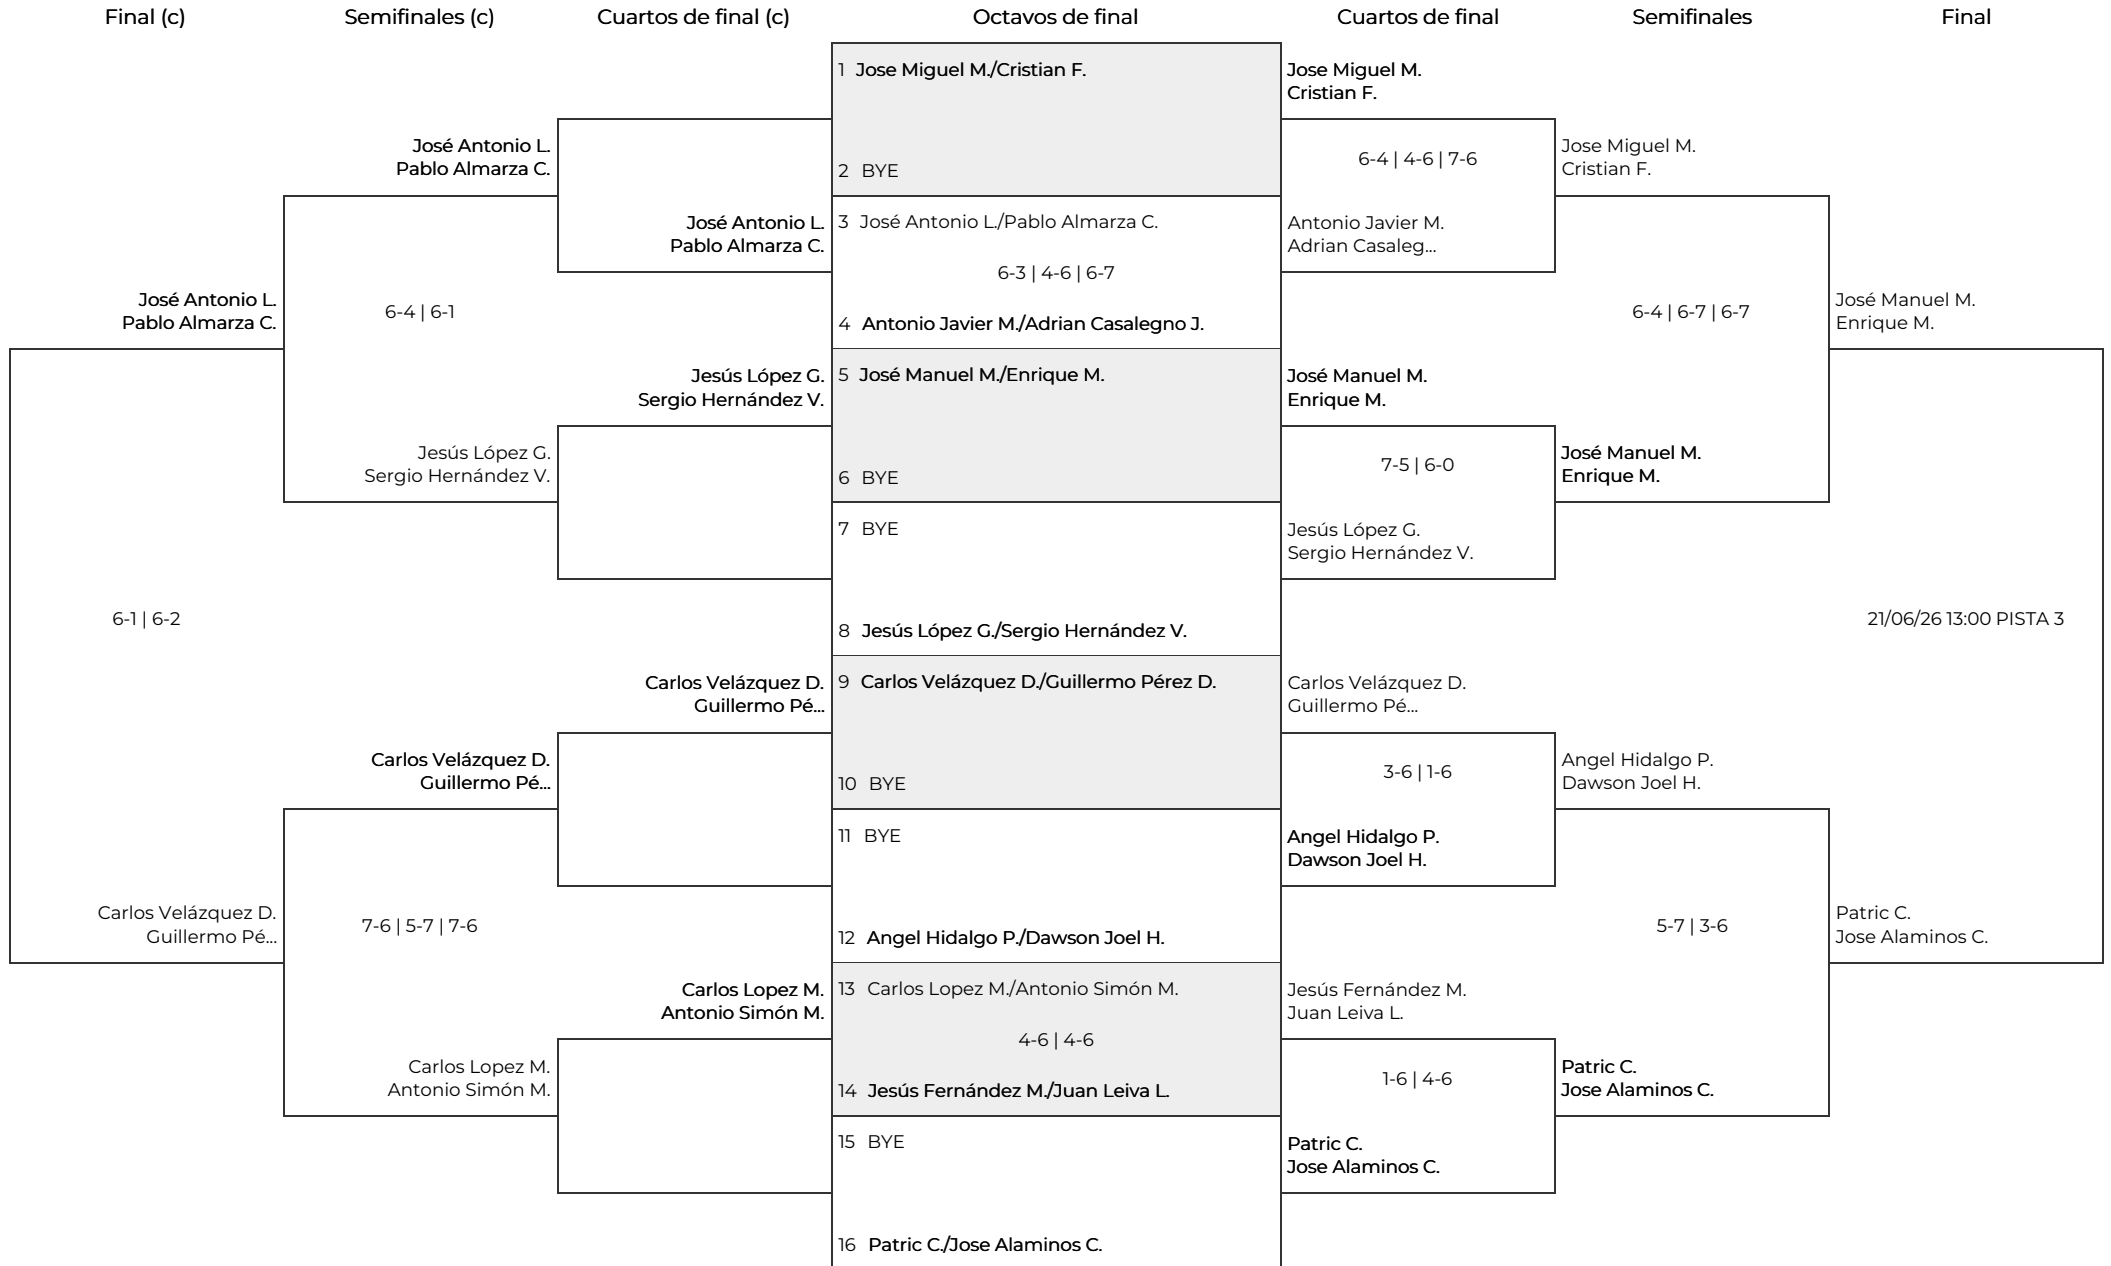 Final (c)
Semifinales (c)
Cuartos de final (c)
Octavos de final
Cuartos de final
Semifinales
Final
José Antonio L.
Pablo Almarza C.
6-1 | 6-2
Carlos Velázquez D.
Guillermo Pé...
José Antonio L.
Pablo Almarza C.
6-4 | 6-1
Jesús López G.
Sergio Hernández V.
Carlos Velázquez D.
Guillermo Pé...
7-6 | 5-7 | 7-6
Carlos Lopez M.
Antonio Simón M.
José Antonio L.
Pablo Almarza C.
Jesús López G.
Sergio Hernández V.
Carlos Velázquez D.
Guillermo Pé...
Carlos Lopez M.
Antonio Simón M.
1 Jose Miguel M./Cristian F.
2 BYE
3 José Antonio L./Pablo Almarza C.
6-3 | 4-6 | 6-7
4 Antonio Javier M./Adrian Casalegno J.
5 José Manuel M./Enrique M.
6 BYE
7 BYE
8 Jesús López G./Sergio Hernández V.
9 Carlos Velázquez D./Guillermo Pérez D.
10 BYE
11 BYE
12 Angel Hidalgo P./Dawson Joel H.
13 Carlos Lopez M./Antonio Simón M.
4-6 | 4-6
14 Jesús Fernández M./Juan Leiva L.
15 BYE
16 Patric C./Jose Alaminos C.
Jose Miguel M.
Cristian F.
6-4 | 4-6 | 7-6
Antonio Javier M.
Adrian Casaleg...
José Manuel M.
Enrique M.
7-5 | 6-0
Jesús López G.
Sergio Hernández V.
Carlos Velázquez D.
Guillermo Pé...
3-6 | 1-6
Angel Hidalgo P.
Dawson Joel H.
Jesús Fernández M.
Juan Leiva L.
1-6 | 4-6
Patric C.
Jose Alaminos C.
Jose Miguel M.
Cristian F.
6-4 | 6-7 | 6-7
José Manuel M.
Enrique M.
Angel Hidalgo P.
Dawson Joel H.
5-7 | 3-6
Patric C.
Jose Alaminos C.
José Manuel M.
Enrique M.
21/06/26 13:00 PISTA 3
Patric C.
Jose Alaminos C.